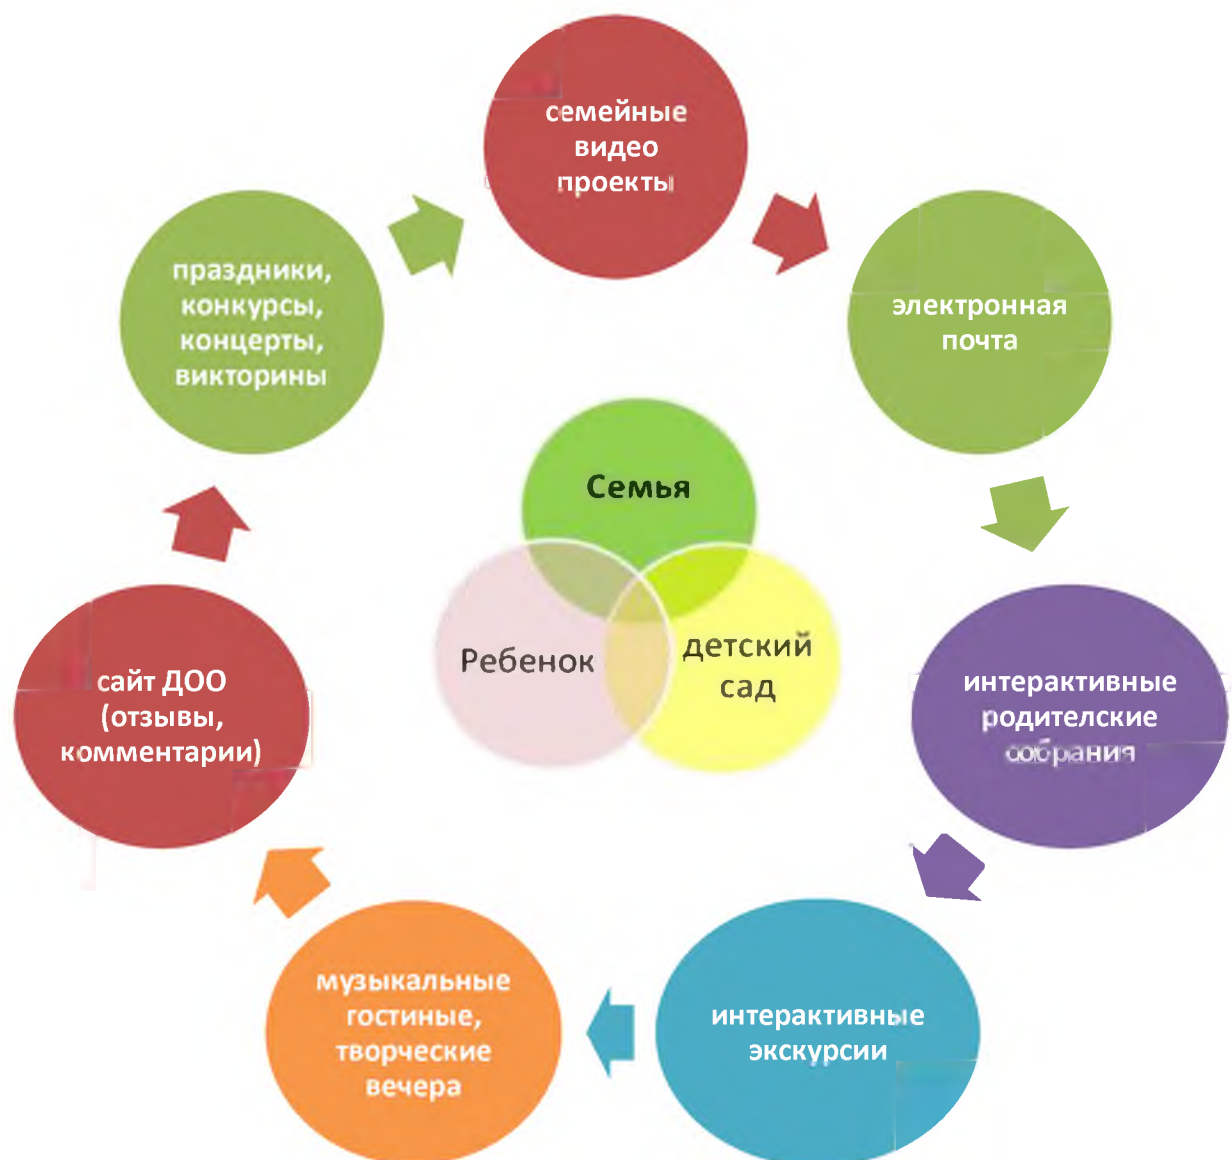 семейные
видео
проекты
электронная
почта
интерактивные
родителские
собрания
интерактивные
экскурсии
музыкальные
гостиные,
творческие
вечера
сайт ДОО
(отзывы,
комментарии)
праздники,
конкурсы,
концерты,
викторины
Семья
Ребенок
детский
сад